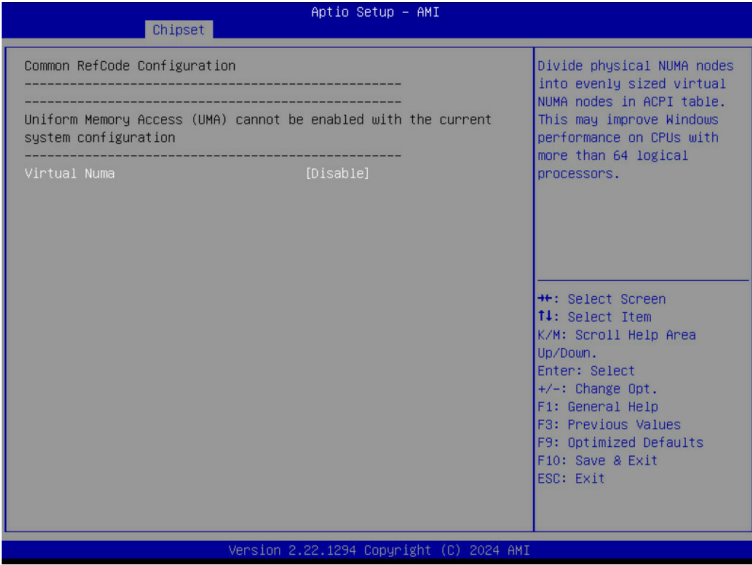 Aptio Setup – AMI
Chipset
Common RefCode Configuration
--------------------------------------------------
--------------------------------------------------
Uniform Memory Access (UMA) cannot be enabled with the current
system configuration
--------------------------------------------------
Virtual Numa [Disable]
Divide physical NUMA nodes
into evenly sized virtual
NUMA nodes in ACPI table.
This may improve Windows
performance on CPUs with
more than 64 logical
processors.
→←: Select Screen
↑↓: Select Item
K/M: Scroll Help Area
Up/Down.
Enter: Select
+/-: Change Opt.
F1: General Help
F3: Previous Values
F9: Optimized Defaults
F10: Save & Exit
ESC: Exit
Version 2.22.1294 Copyright (C) 2024 AMI